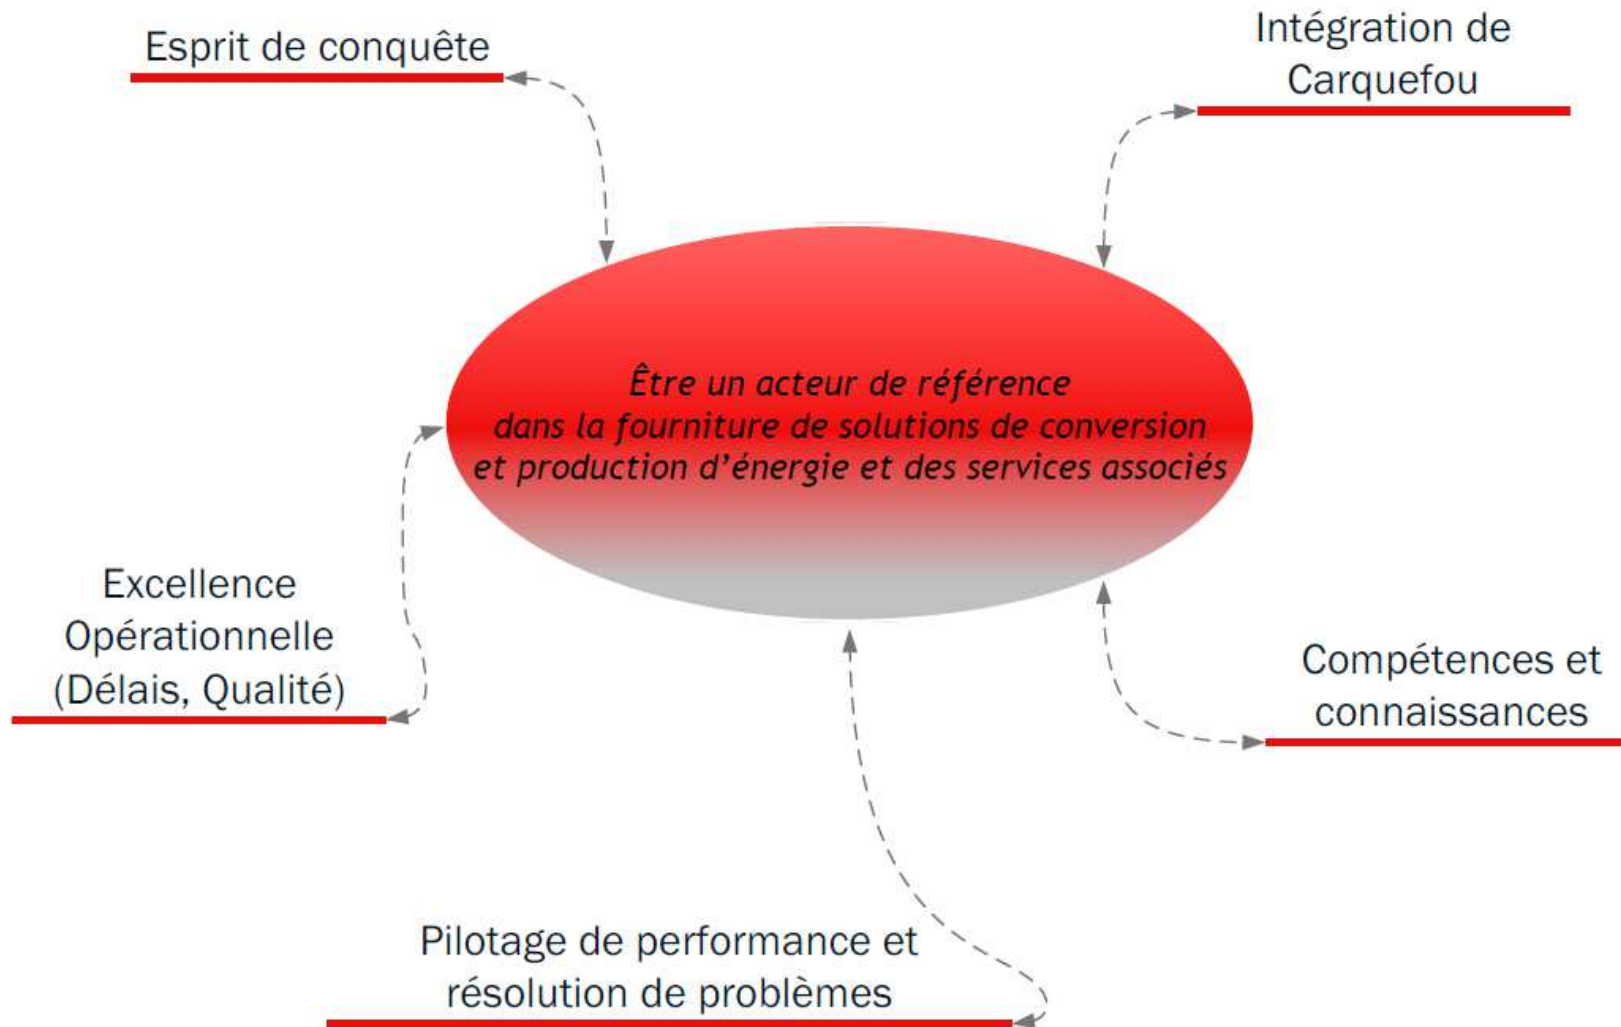 Esprit de conquête
Intégration de
Carquefou
Être un acteur de référence
dans la fourniture de solutions de conversion
et production d’énergie et des services associés
Excellence
Opérationnelle
(Délais, Qualité)
Compétences et
connaissances
Pilotage de performance et
résolution de problèmes